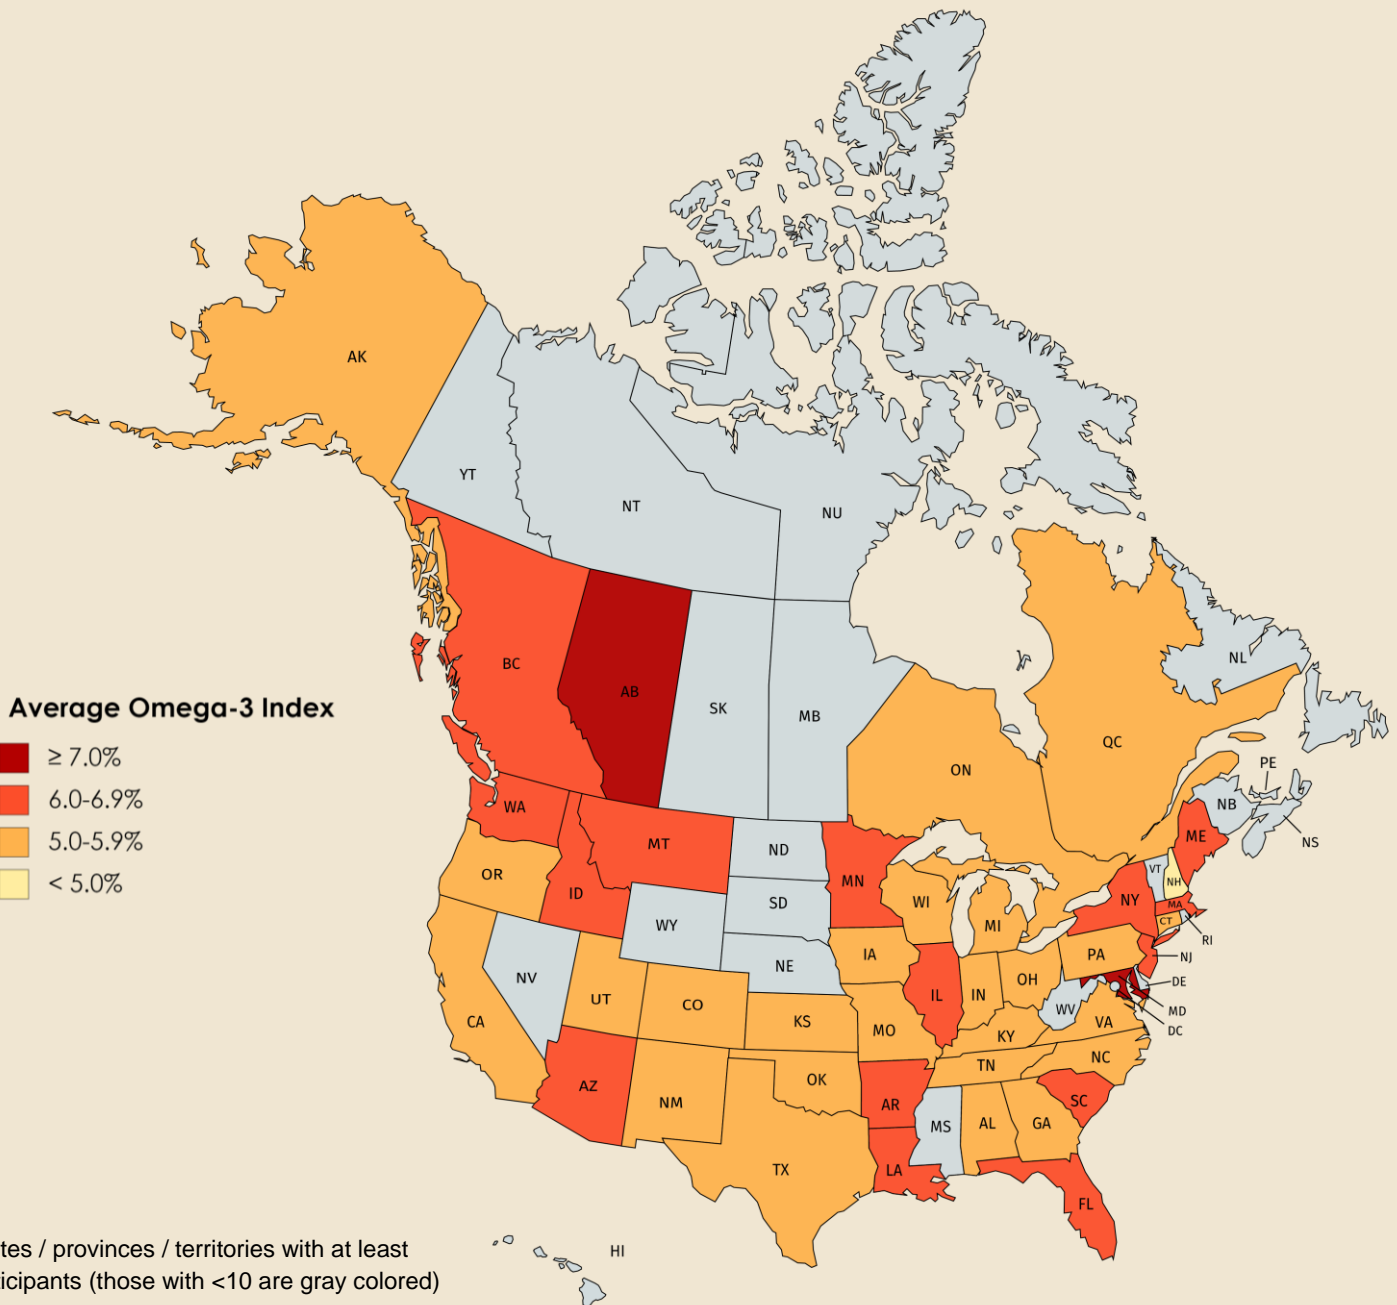 AK
YT
NT
NU
BC
AB
SK
MB
NL
QC
ON
PE
NB
NS
Average Omega-3 Index
≥ 7.0%
6.0-6.9%
5.0-5.9%
< 5.0%
WA
MT
ND
MN
ME
OR
ID
SD
WI
MI
VT
NH
NY
MA
CT
RI
WY
NE
IA
PA
NJ
NV
UT
CO
KS
IL
IN
OH
DE
WV
MD
DC
CA
MO
KY
VA
AZ
NM
OK
AR
TN
NC
SC
MS
AL
GA
TX
LA
FL
HI
tes / provinces / territories with at least
ticipants (those with <10 are gray colored)